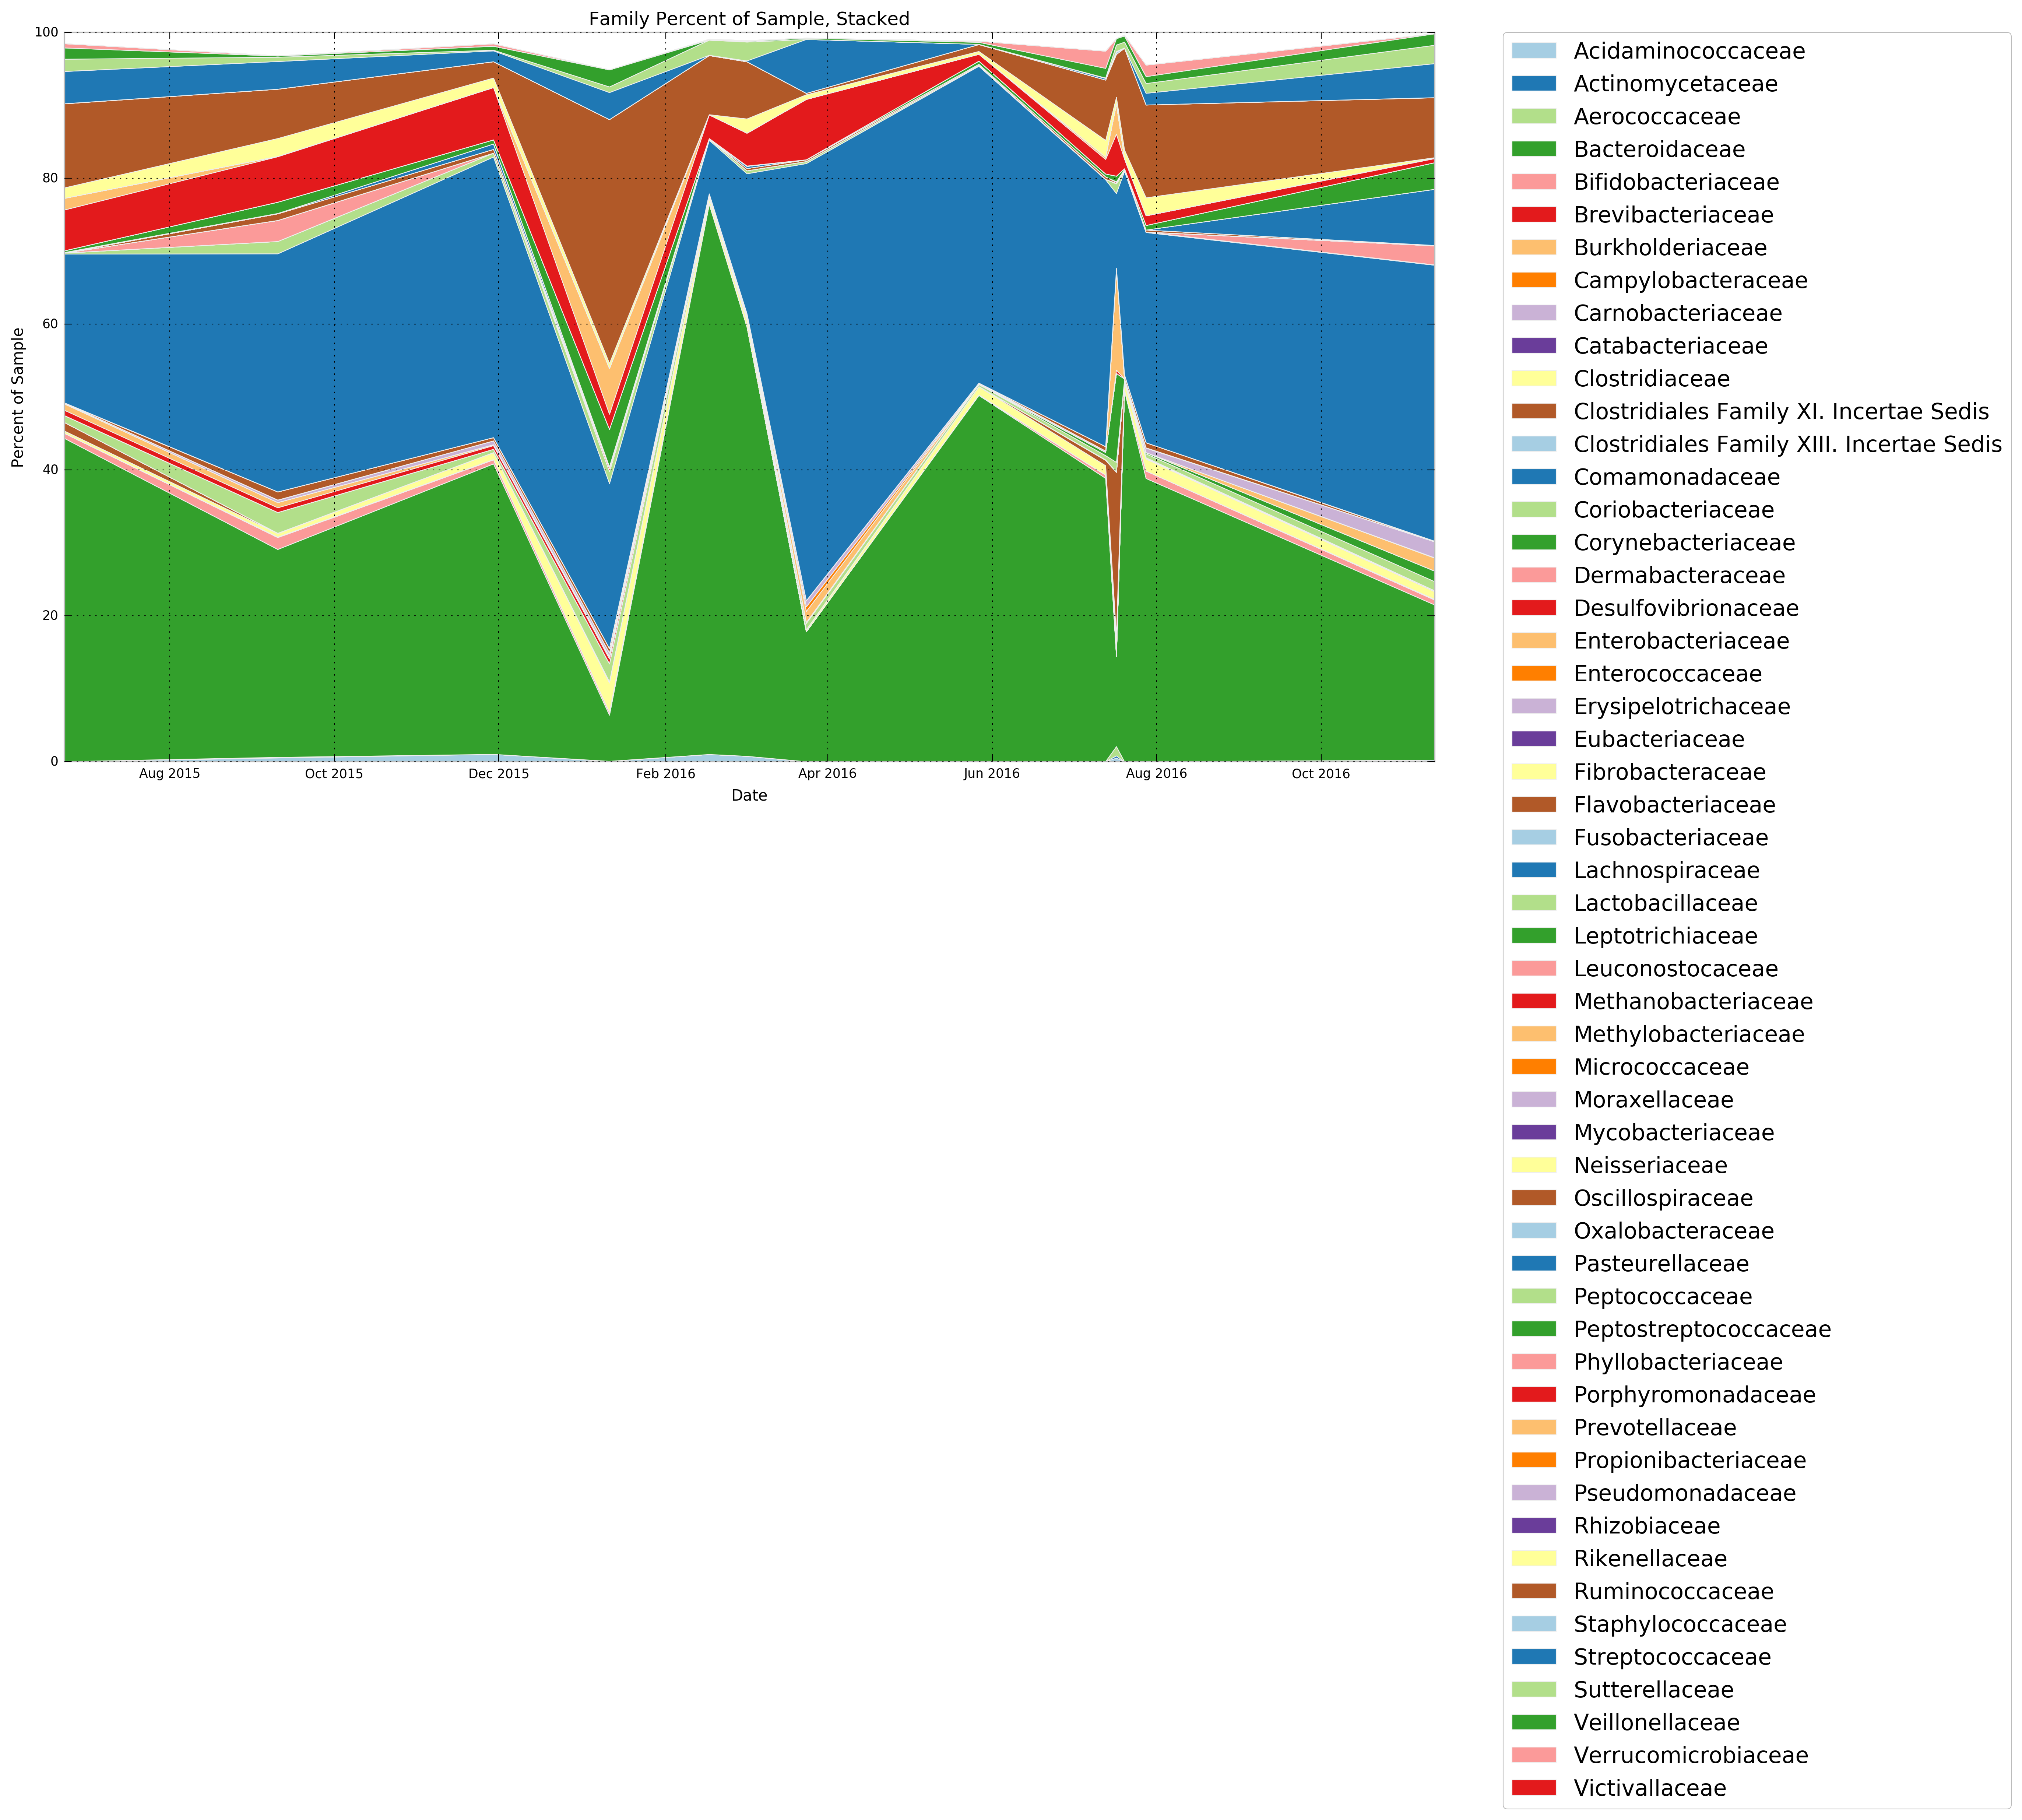 Family Percent of Sample, Stacked
100
80
60
40
20
0
Percent of Sample
Aug 2015
Oct 2015
Dec 2015
Feb 2016
Apr 2016
Jun 2016
Aug 2016
Oct 2016
Date
Acidaminococcaceae
Actinomycetaceae
Aerococcaceae
Bacteroidaceae
Bifidobacteriaceae
Brevibacteriaceae
Burkholderiaceae
Campylobacteraceae
Carnobacteriaceae
Catabacteriaceae
Clostridiaceae
Clostridiales Family XI. Incertae Sedis
Clostridiales Family XIII. Incertae Sedis
Comamonadaceae
Coriobacteriaceae
Corynebacteriaceae
Dermabacteraceae
Desulfovibrionaceae
Enterobacteriaceae
Enterococcaceae
Erysipelotrichaceae
Eubacteriaceae
Fibrobacteraceae
Flavobacteriaceae
Fusobacteriaceae
Lachnospiraceae
Lactobacillaceae
Leptotrichiaceae
Leuconostocaceae
Methanobacteriaceae
Methylobacteriaceae
Micrococcaceae
Moraxellaceae
Mycobacteriaceae
Neisseriaceae
Oscillospiraceae
Oxalobacteraceae
Pasteurellaceae
Peptococcaceae
Peptostreptococcaceae
Phyllobacteriaceae
Porphyromonadaceae
Prevotellaceae
Propionibacteriaceae
Pseudomonadaceae
Rhizobiaceae
Rikenellaceae
Ruminococcaceae
Staphylococcaceae
Streptococcaceae
Sutterellaceae
Veillonellaceae
Verrucomicrobiaceae
Victivallaceae